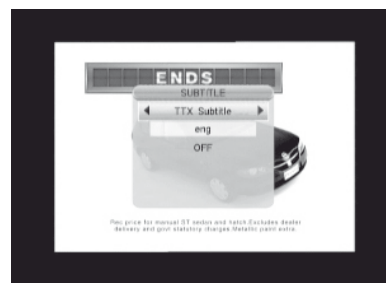 ENDS
SUBTITLE
TTX Subtitle
eng
OFF
Rec price for manual ST sedan and hatch.Excludes dealer
delivery and govt statutory charges.Metallic paint extra.